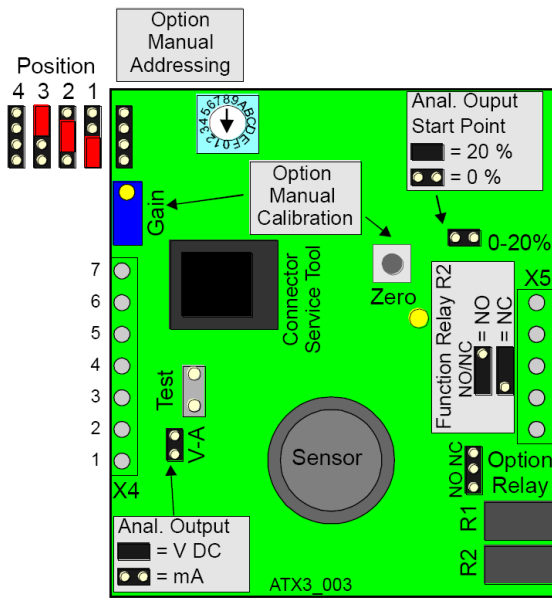 Option
Manual
Addressing
Position
4 3 2 1
3456789ABCDEF012
Anal. Ouput
Start Point
= 20 %
= 0 %
Option
Manual
Calibration
Gain
0-20%
Zero
Connector
Service Tool
7
6
5
4
3
2
1
X4
X5
Function Relay R2
NO/NC
= NO
= NC
Test
V-A
Sensor
NO NC
Option
Relay
R1
R2
Anal. Output
= V DC
= mA
ATX3_003